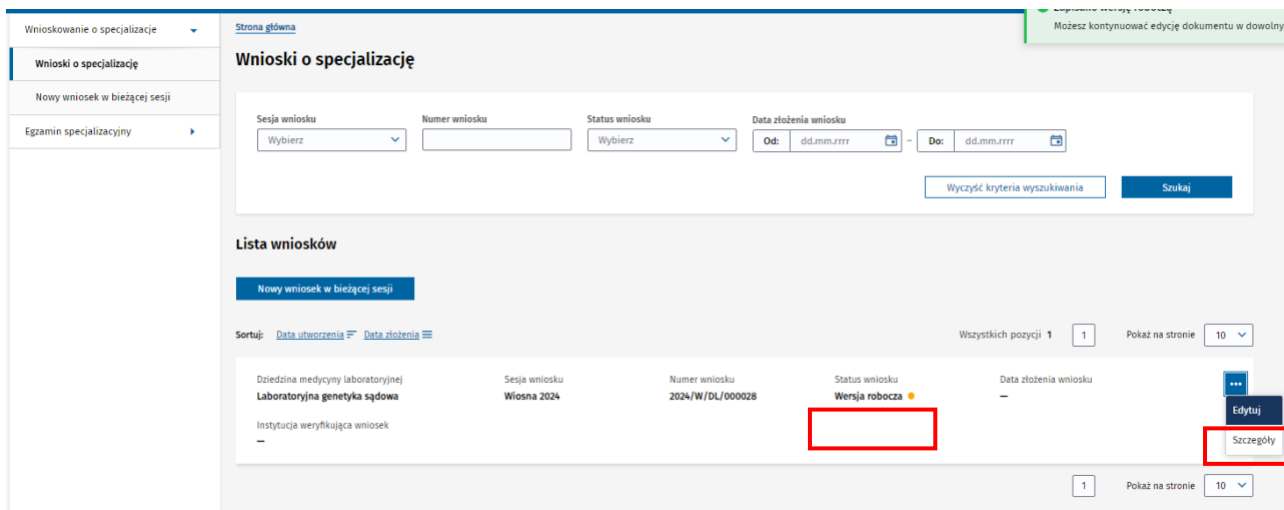 Zapisano wersję roboczą
Możesz kontynuować edycję dokumentu w dowolny
Wnioskowanie o specjalizacje
Wnioski o specjalizację
Nowy wniosek w bieżącej sesji
Egzamin specjalizacyjny
Strona główna
Wnioski o specjalizację
Sesja wniosku Numer wniosku Status wniosku Data złożenia wniosku
Wybierz Wybierz Od: dd.mm.rrrr – Do: dd.mm.rrrr
Wyczyść kryteria wyszukiwania Szukaj
Lista wniosków
Nowy wniosek w bieżącej sesji
Sortuj: Data utworzenia Data złożenia Wszystkich pozycji 1 1 Pokaż na stronie 10
Dziedzina medycyny laboratoryjnej Sesja wniosku Numer wniosku Status wniosku Data złożenia wniosku
Laboratoryjna genetyka sądowa Wiosna 2024 2024/W/DL/000028 Wersja robocza –
Edytuj
Instytucja weryfikująca wniosek
–
Szczegóły
1 Pokaż na stronie 10